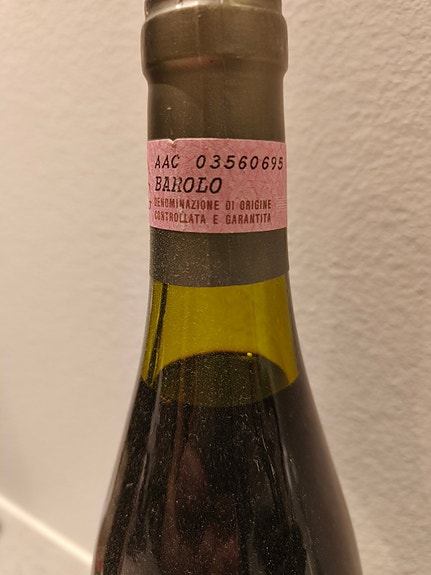 AAC 03560695
BAROLO
DENOMINAZIONE DI ORIGINE
CONTROLLATA E GARANTITA